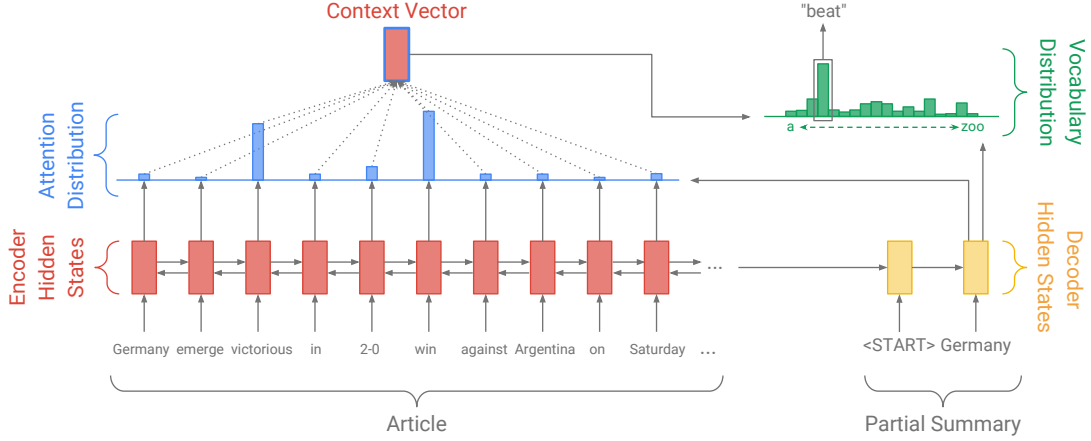 Context Vector
"beat"
a
zoo
Vocabulary
Distribution
Attention
Distribution
Encoder
Hidden
States
...
Decoder
Hidden States
Germany emerge victorious in 2-0 win against Argentina on Saturday ...
<START> Germany
Article
Partial Summary